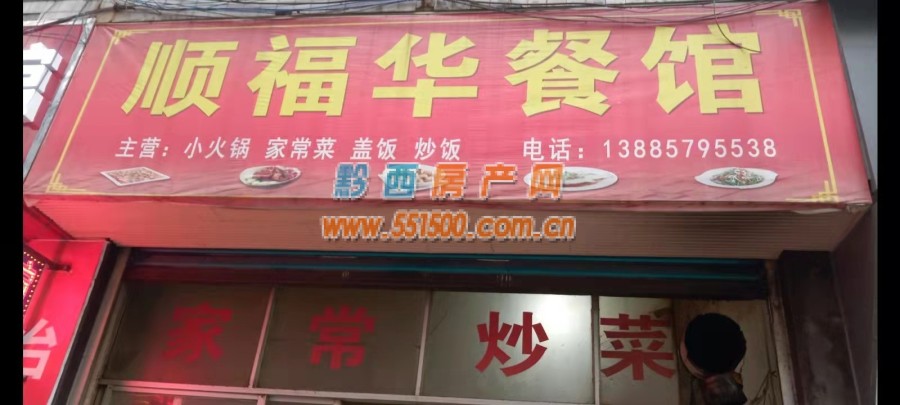 顺福华餐馆
主营：小火锅 家常菜 盖饭 炒饭 电话：13885795538
黔西房产网
www.551500.com.cn
家常炒菜
台